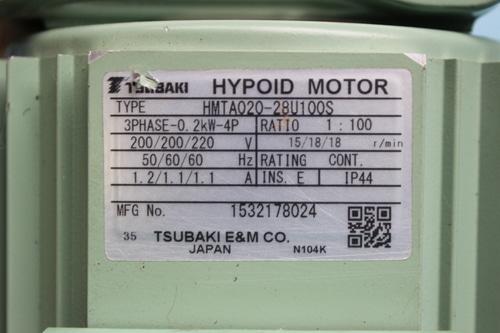 TSUBAKI HYPOID MOTOR
TYPE HMTA020-28U100S
3PHASE-0.2kW-4P RATIO 1:100
200/200/220 V 15/18/18 r/min
50/60/60 Hz RATING CONT.
1.2/1.1/1.1 A INS. E IP44
MFG No. 1532178024
35 TSUBAKI E&M CO.
JAPAN N104K